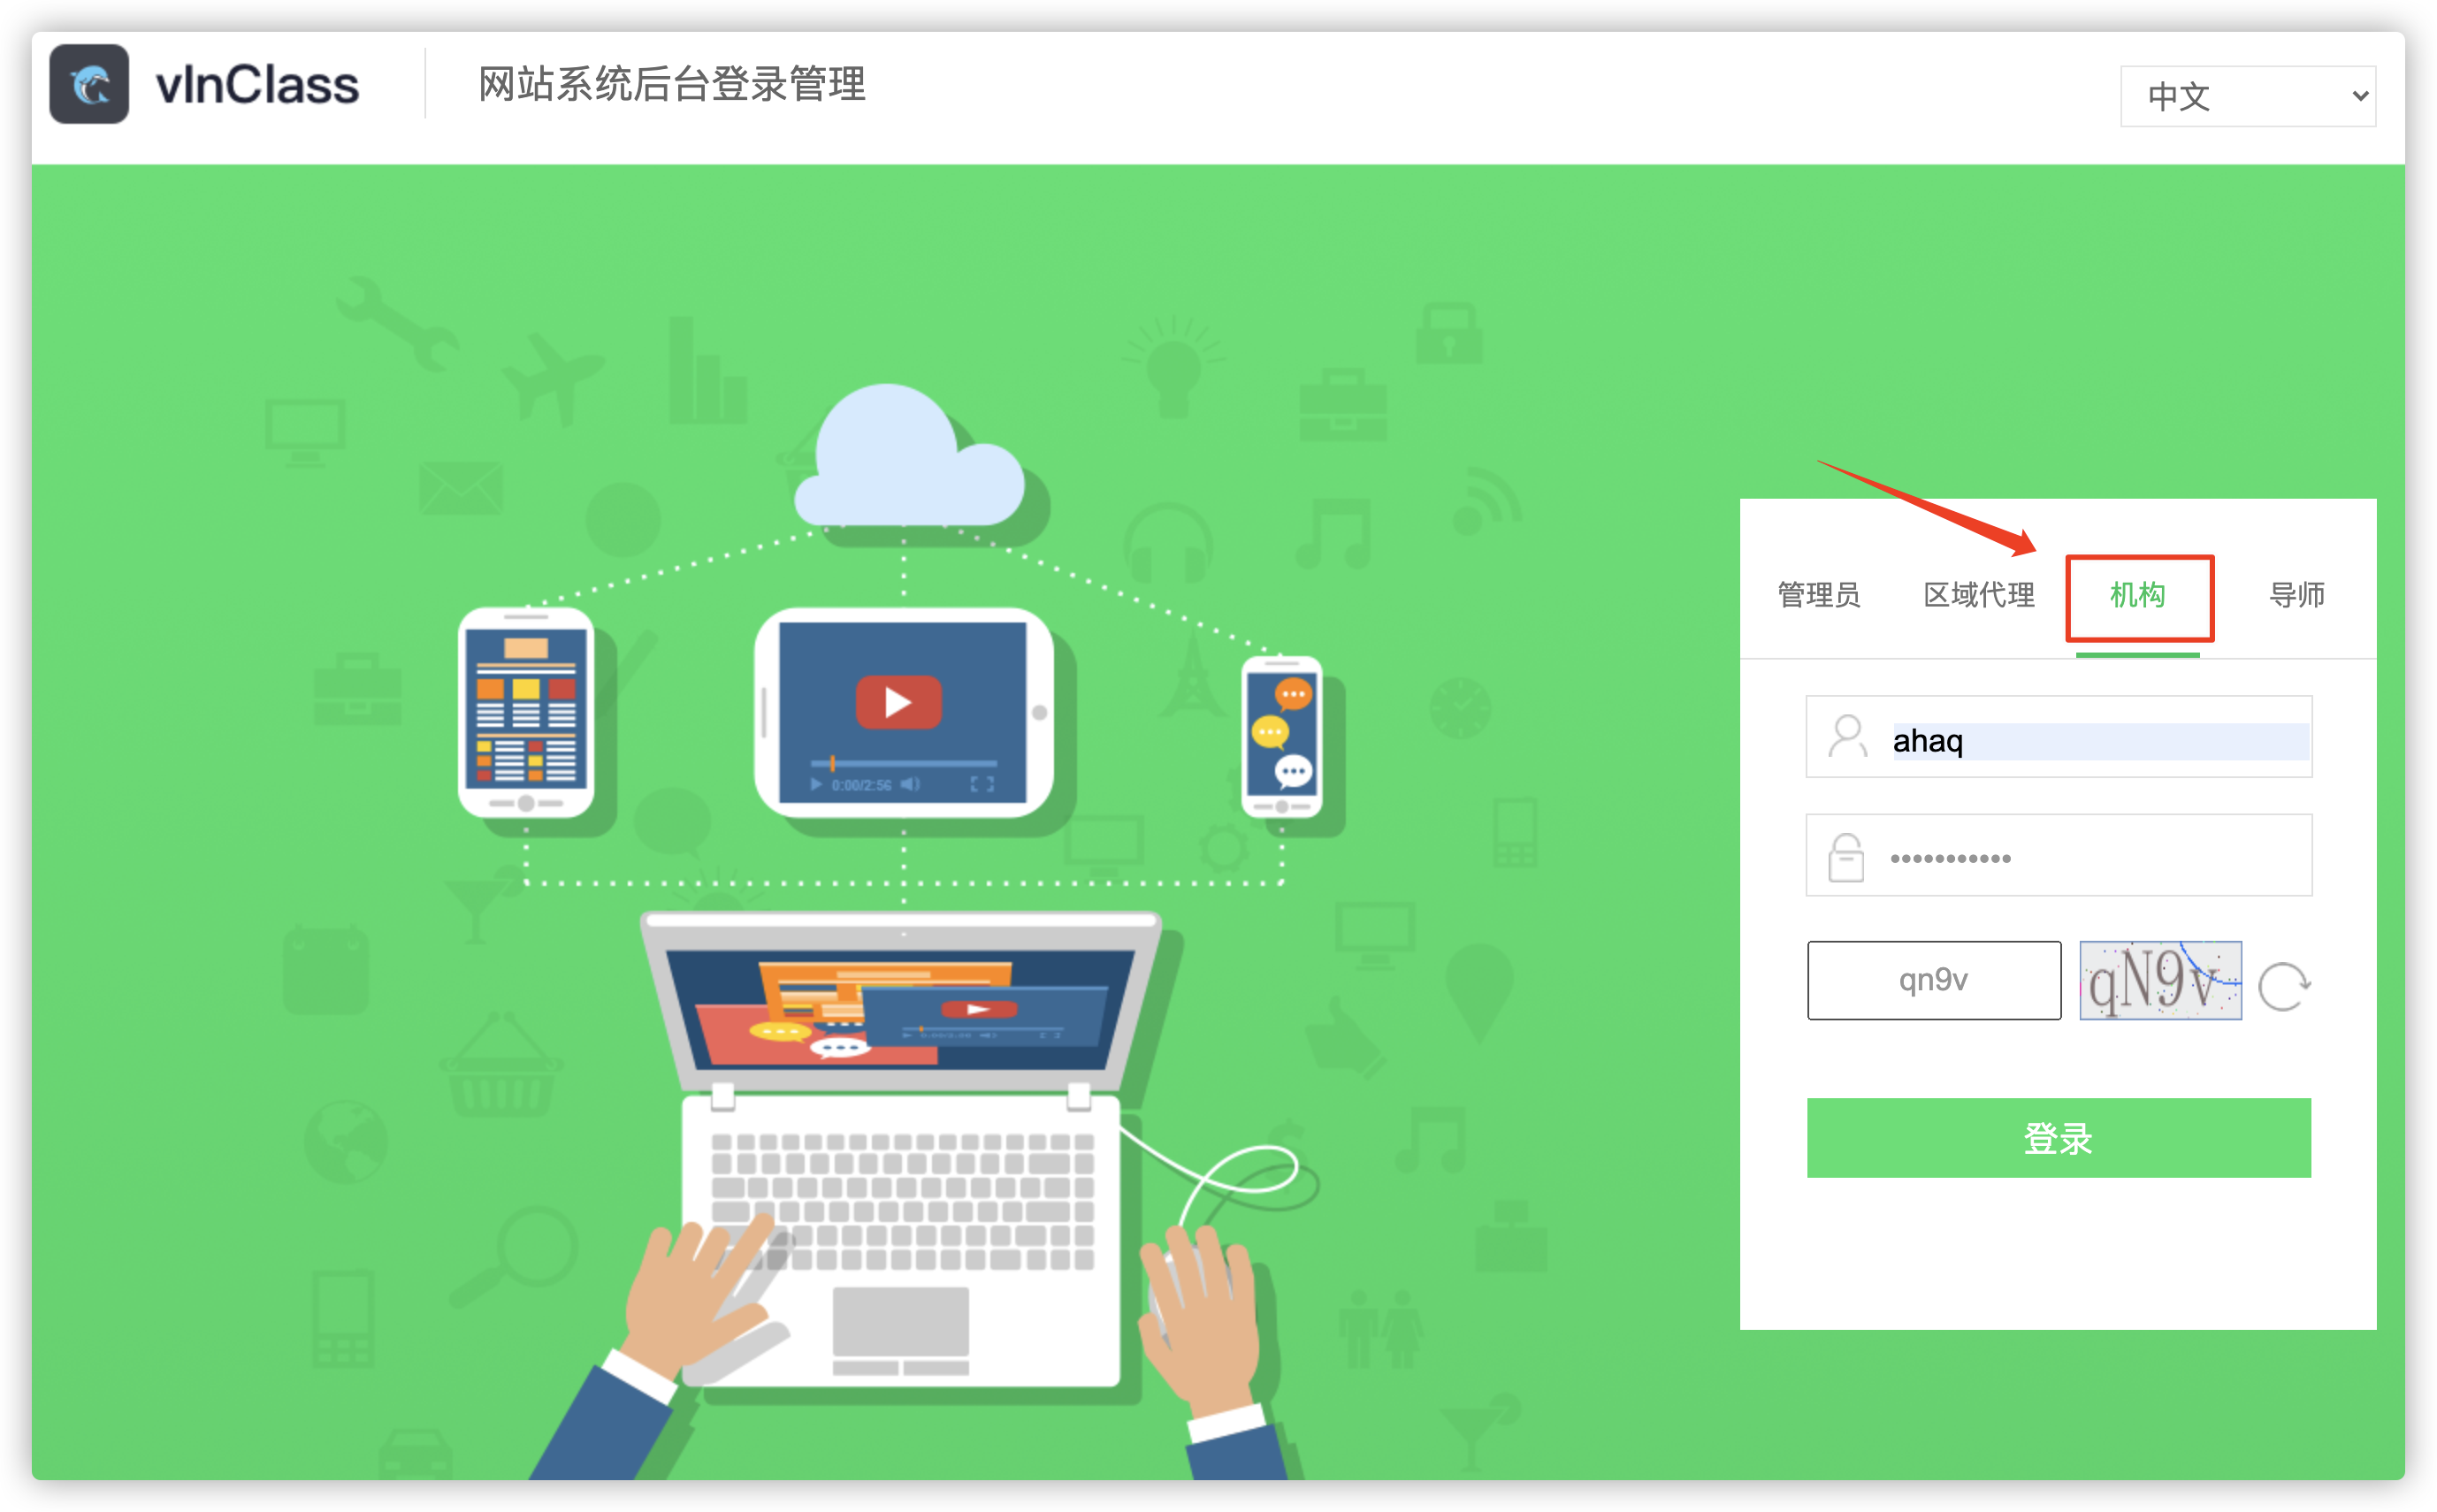 vlnClass
网站系统后台登录管理
中文
管理员 区域代理 机构 导师
ahaq
•••••••••••
qn9v
qN9v
登录
0:00/2:56